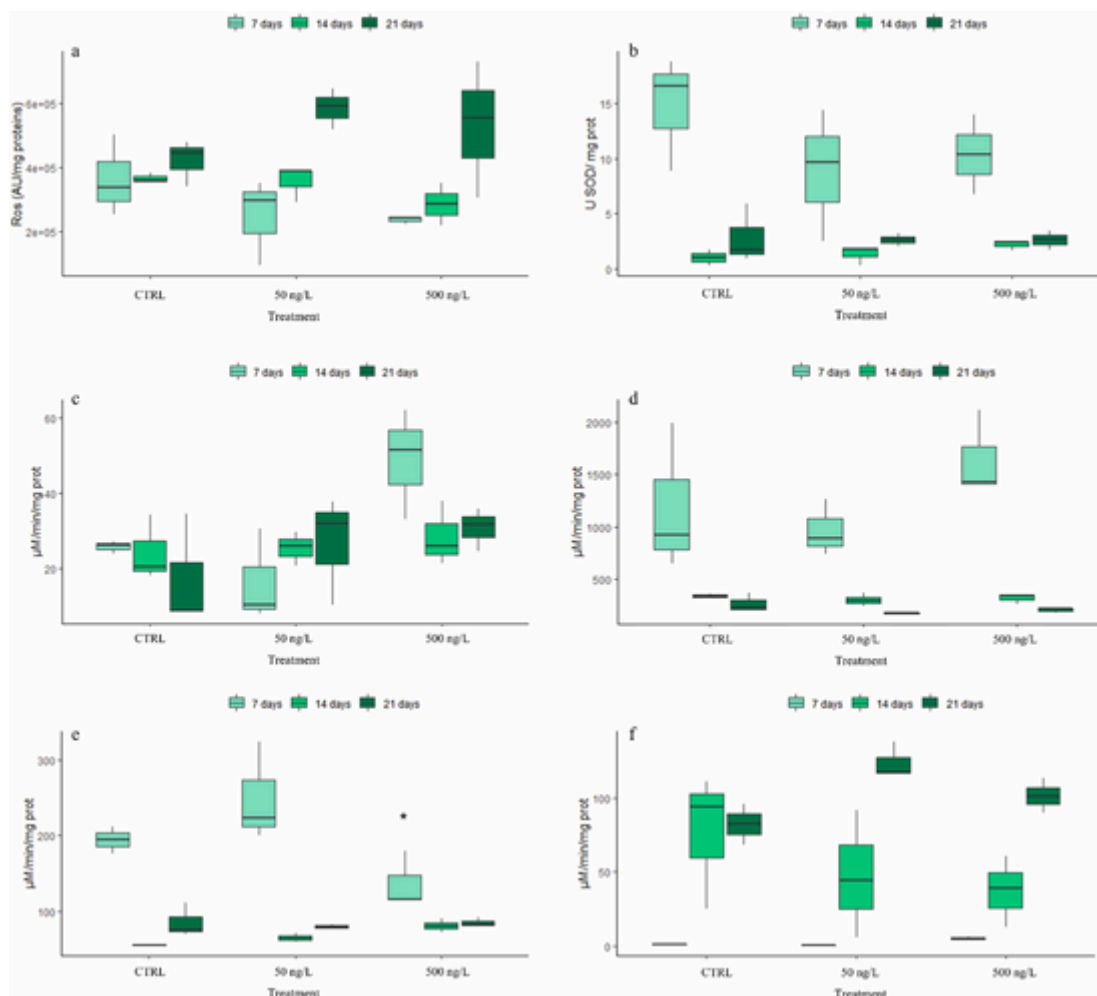 7 days 14 days 21 days
a
Ros (AU/mg proteins)
6e+05
4e+05
2e+05
CTRL 50 ng/L 500 ng/L
Treatment
7 days 14 days 21 days
b
U SOD/ mg prot
15
10
5
0
CTRL 50 ng/L 500 ng/L
Treatment
7 days 14 days 21 days
c
µM/min/mg prot
60
40
20
CTRL 50 ng/L 500 ng/L
Treatment
7 days 14 days 21 days
d
µM/min/mg prot
2000
1500
1000
500
CTRL 50 ng/L 500 ng/L
Treatment
7 days 14 days 21 days
e
µM/min/mg prot
300
200
100
*
CTRL 50 ng/L 500 ng/L
Treatment
7 days 14 days 21 days
f
µM/min/mg prot
100
50
0
CTRL 50 ng/L 500 ng/L
Treatment